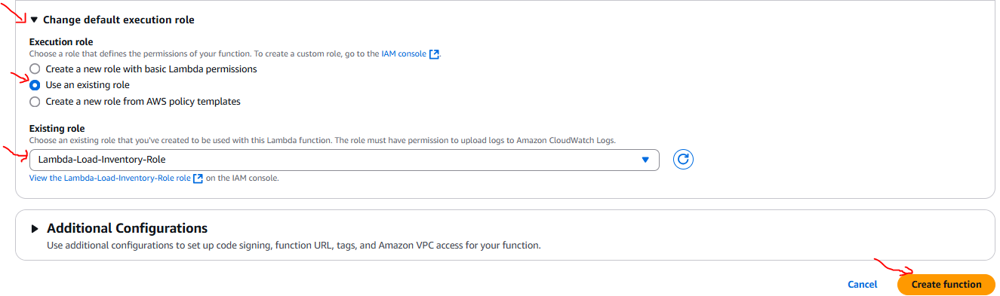 Change default execution role
Execution role
Choose a role that defines the permissions of your function. To create a custom role, go to the IAM console.
Create a new role with basic Lambda permissions
Use an existing role
Create a new role from AWS policy templates
Existing role
Choose an existing role that you've created to be used with this Lambda function. The role must have permission to upload logs to Amazon CloudWatch Logs.
Lambda-Load-Inventory-Role
View the Lambda-Load-Inventory-Role role on the IAM console.
Additional Configurations
Use additional configurations to set up code signing, function URL, tags, and Amazon VPC access for your function.
Cancel Create function